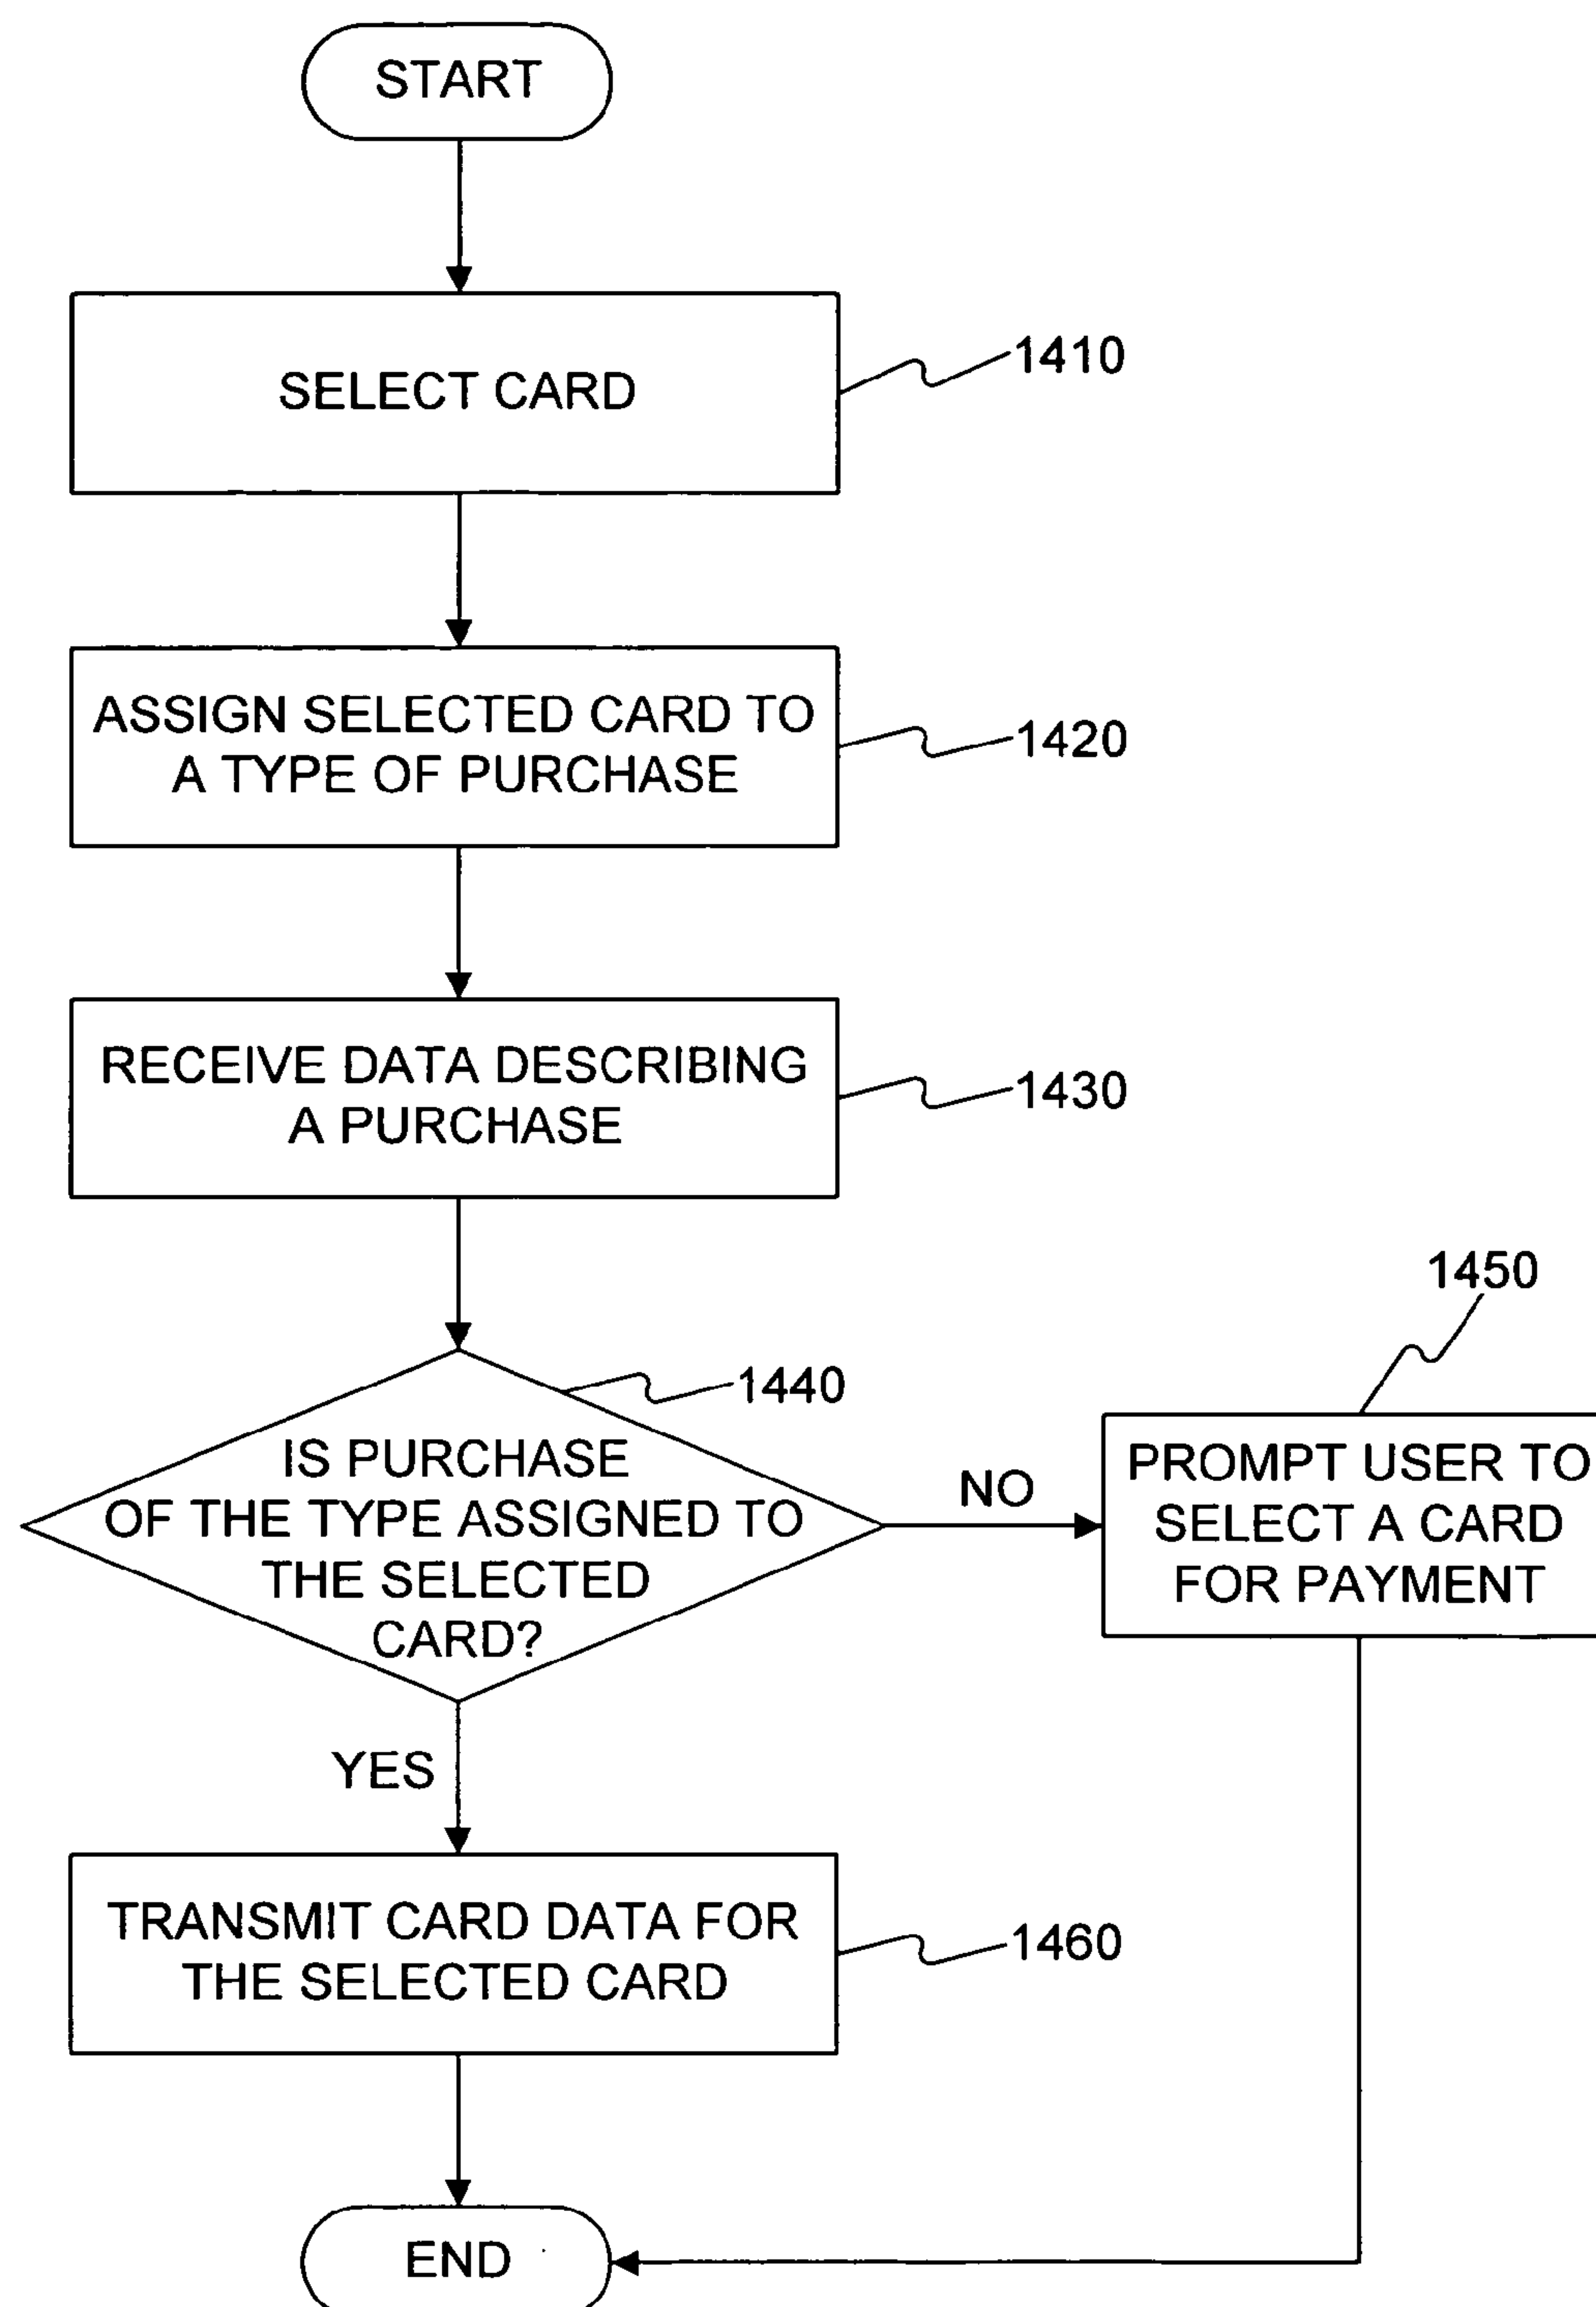 START
SELECT CARD
1410
ASSIGN SELECTED CARD TO
A TYPE OF PURCHASE
1420
RECEIVE DATA DESCRIBING
A PURCHASE
1430
IS PURCHASE
OF THE TYPE ASSIGNED TO
THE SELECTED
CARD?
1440
NO
1450
PROMPT USER TO
SELECT A CARD
FOR PAYMENT
YES
TRANSMIT CARD DATA FOR
THE SELECTED CARD
1460
END